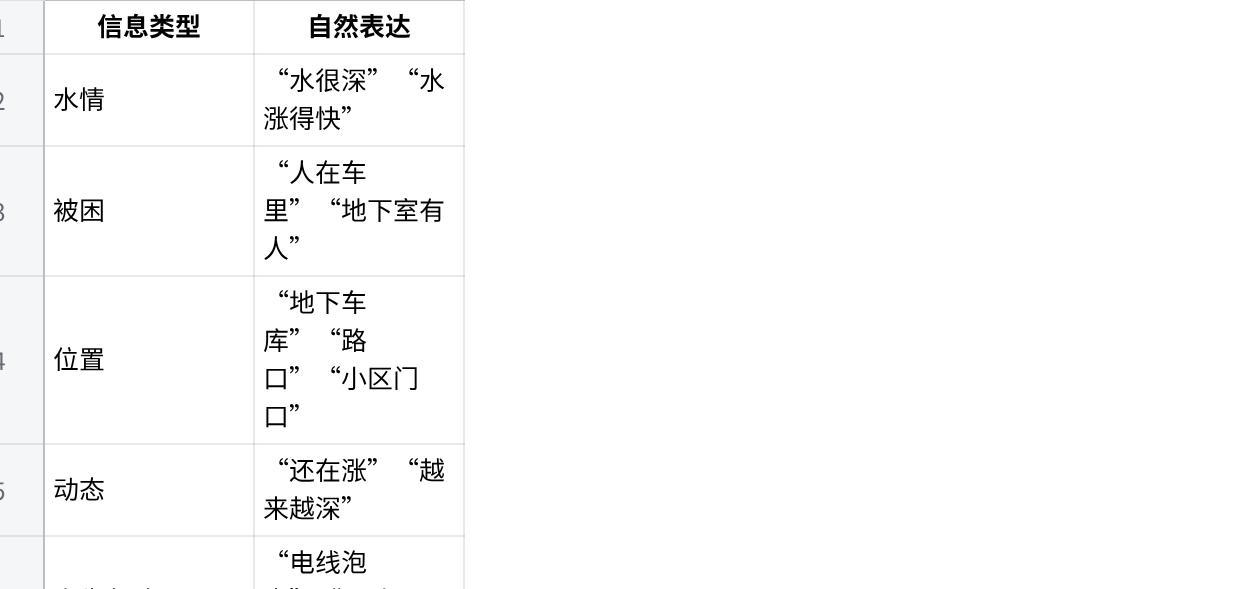 信息类型 自然表达
2 水情 “水很深” “水
涨得快”
3 被困 “人在车
里” “地下室有
人”
4 位置 “地下车
库” “路
口” “小区门
口”
5 动态 “还在涨” “越
来越深”
“电线泡